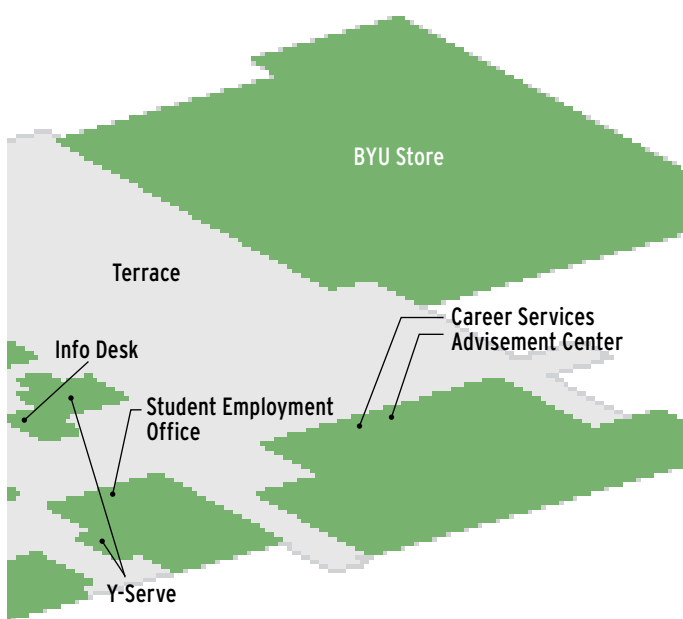 BYU Store
Terrace
Career Services
Advisement Center
Info Desk
Student Employment
Office
Y-Serve